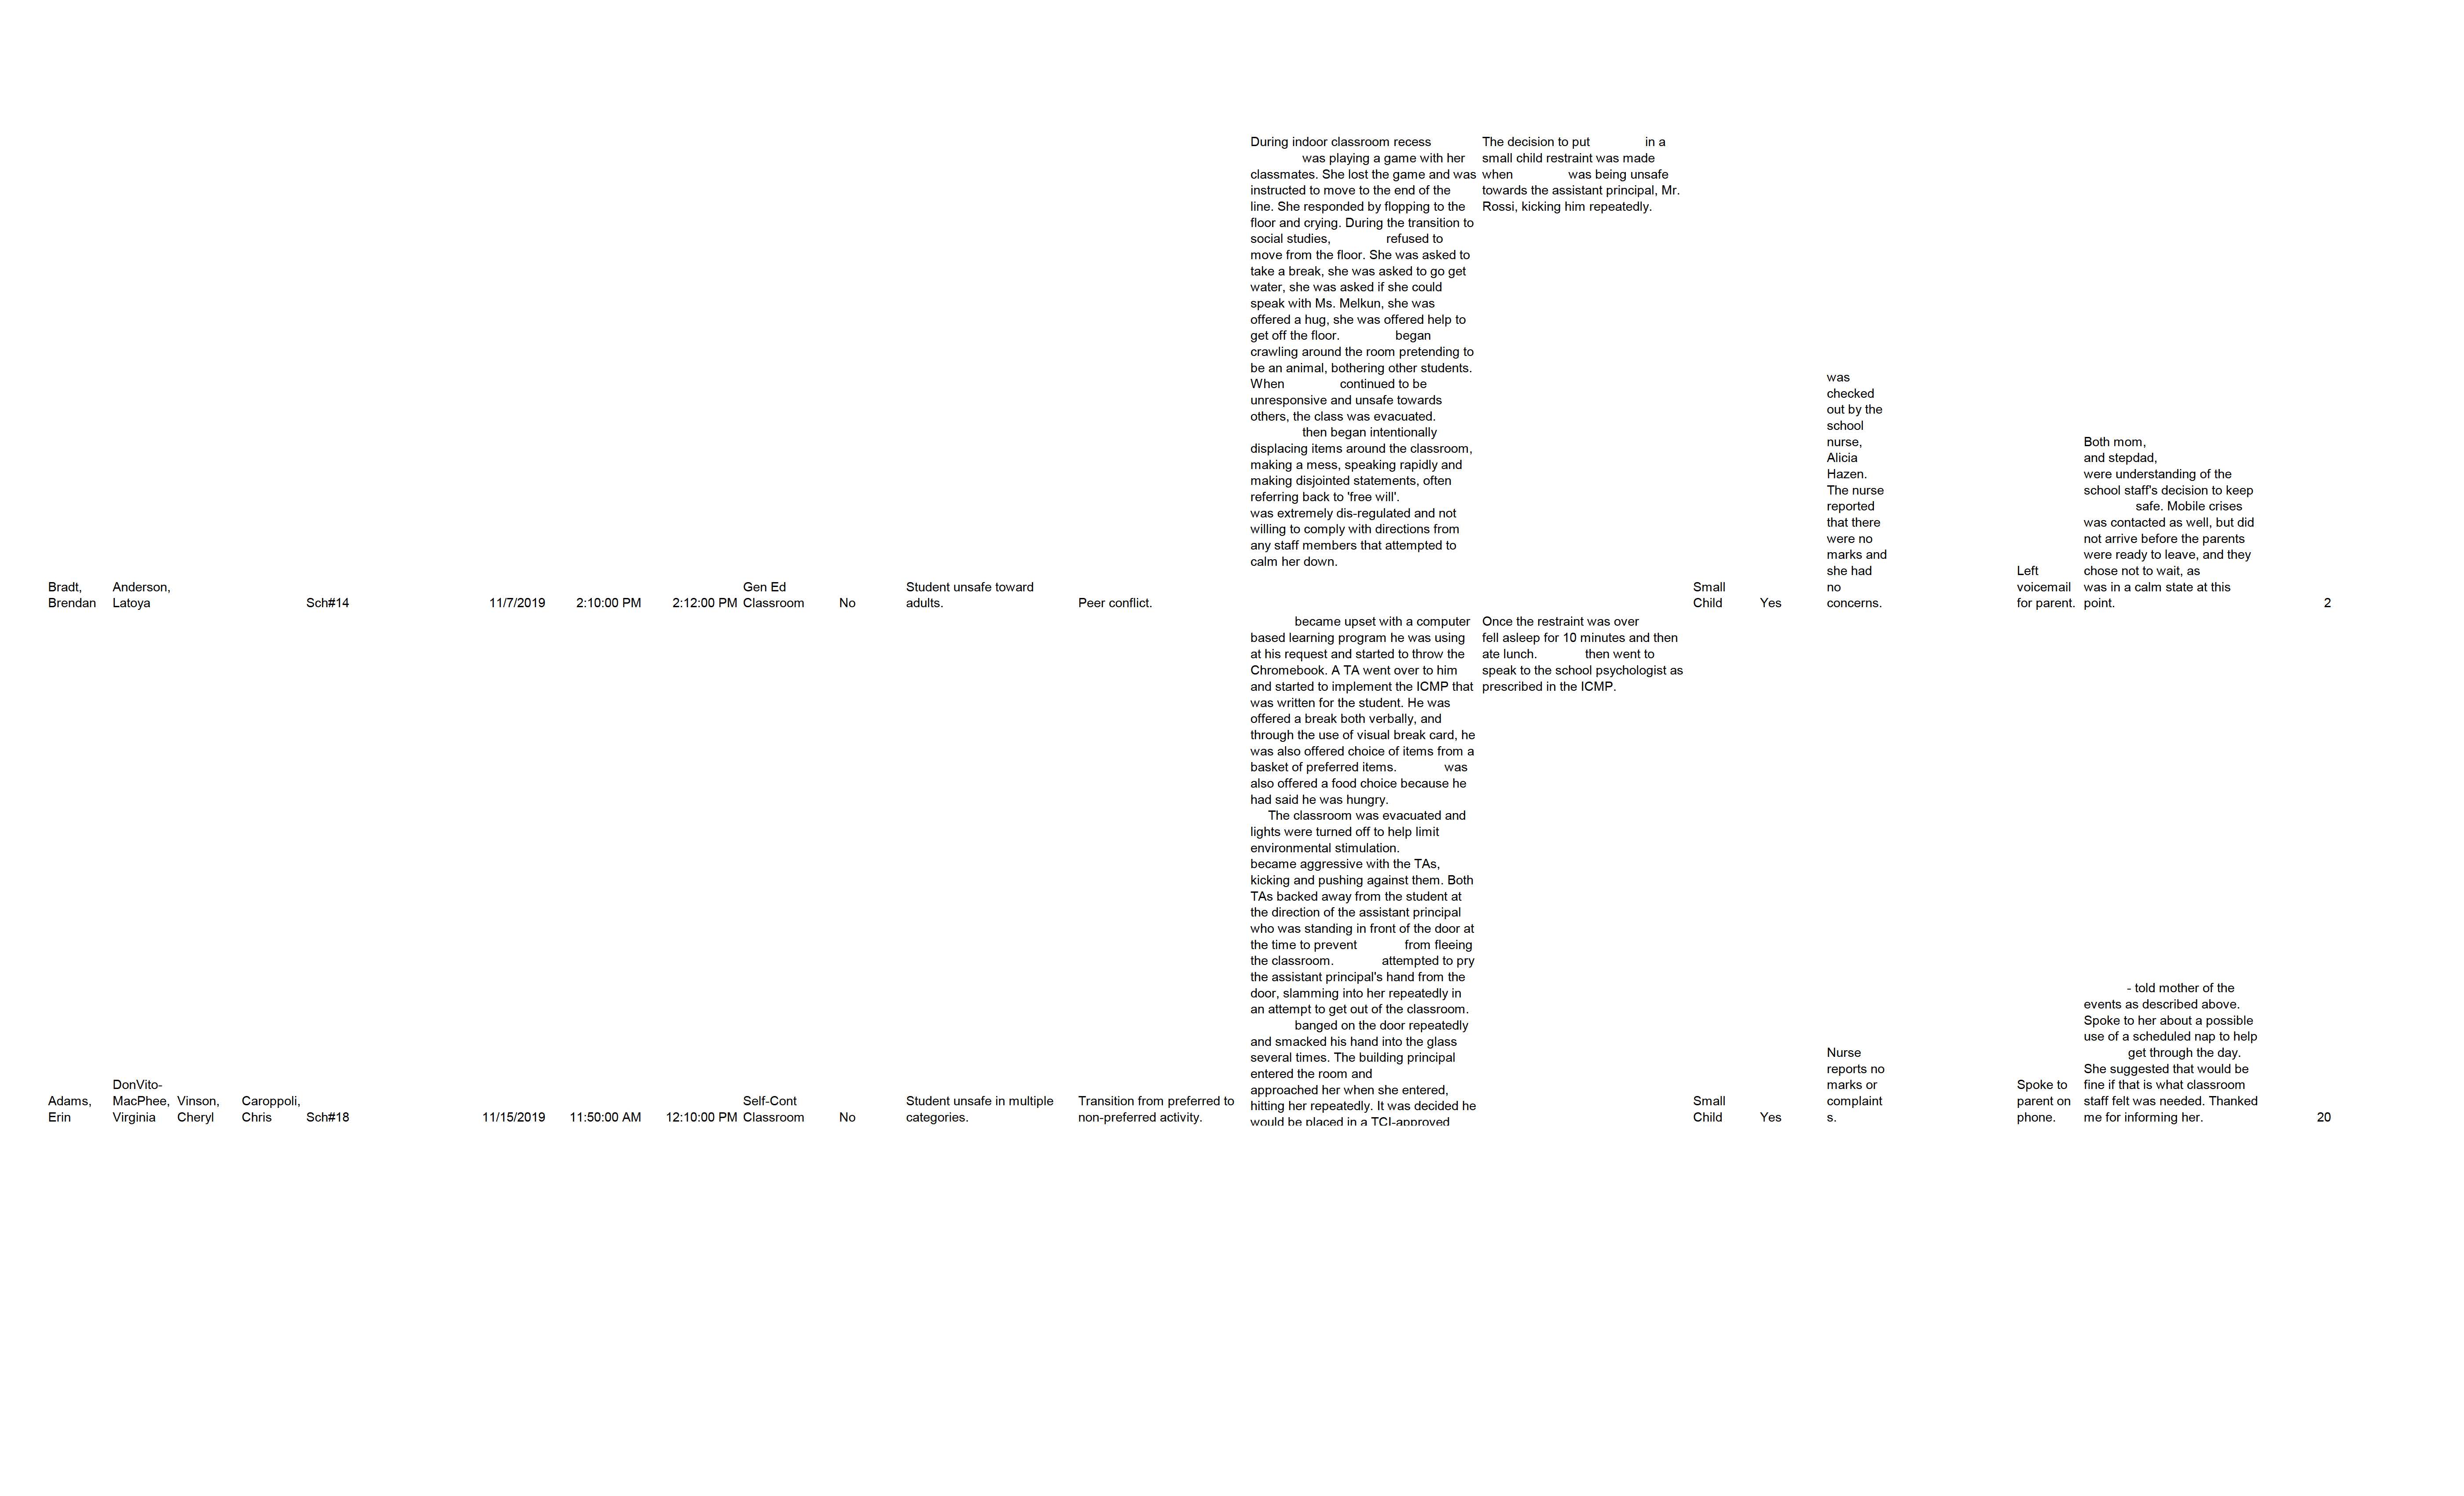 During indoor classroom recess
was playing a game with her
classmates. She lost the game and was
instructed to move to the end of the
line. She responded by flopping to the
floor and crying. During the transition to
social studies, refused to
move from the floor. She was asked to
take a break, she was asked to go get
water, she was asked if she could
speak with Ms. Melkun, she was
offered a hug, she was offered help to
get off the floor. began
crawling around the room pretending to
be an animal, bothering other students.
When continued to be
unresponsive and unsafe towards
others, the class was evacuated.
then began intentionally
displacing items around the classroom,
making a mess, speaking rapidly and
making disjointed statements, often
referring back to 'free will'.
was extremely dis-regulated and not
willing to comply with directions from
any staff members that attempted to
calm her down.
The decision to put in a
small child restraint was made
when was being unsafe
towards the assistant principal, Mr.
Rossi, kicking him repeatedly.
Bradt,
Brendan
Anderson,
Latoya
Sch#14
11/7/2019
2:10:00 PM
2:12:00 PM
Gen Ed
Classroom
No
Student unsafe toward
adults.
Peer conflict.
Small
Child
Yes
was
checked
out by the
school
nurse,
Alicia
Hazen.
The nurse
reported
that there
were no
marks and
she had
no
concerns.
Left
voicemail
for parent.
Both mom,
and stepdad,
were understanding of the
school staff's decision to keep
safe. Mobile crises
was contacted as well, but did
not arrive before the parents
were ready to leave, and they
chose not to wait, as
was in a calm state at this
point.
2
became upset with a computer
based learning program he was using
at his request and started to throw the
Chromebook. A TA went over to him
and started to implement the ICMP that
was written for the student. He was
offered a break both verbally, and
through the use of visual break card, he
was also offered choice of items from a
basket of preferred items. was
also offered a food choice because he
had said he was hungry.
The classroom was evacuated and
lights were turned off to help limit
environmental stimulation.
became aggressive with the TAs,
kicking and pushing against them. Both
TAs backed away from the student at
the direction of the assistant principal
who was standing in front of the door at
the time to prevent from fleeing
the classroom. attempted to pry
the assistant principal's hand from the
door, slamming into her repeatedly in
an attempt to get out of the classroom.
banged on the door repeatedly
and smacked his hand into the glass
several times. The building principal
entered the room and
approached her when she entered,
hitting her repeatedly. It was decided he
would be placed in a TCI-approved
Once the restraint was over
fell asleep for 10 minutes and then
ate lunch. then went to
speak to the school psychologist as
prescribed in the ICMP.
Adams,
Erin
DonVito-
MacPhee,
Virginia
Vinson,
Cheryl
Caroppoli,
Chris
Sch#18
11/15/2019
11:50:00 AM
12:10:00 PM
Self-Cont
Classroom
No
Student unsafe in multiple
categories.
Transition from preferred to
non-preferred activity.
Small
Child
Yes
Nurse
reports no
marks or
complaint
s.
Spoke to
parent on
phone.
- told mother of the
events as described above.
Spoke to her about a possible
use of a scheduled nap to help
get through the day.
She suggested that would be
fine if that is what classroom
staff felt was needed. Thanked
me for informing her.
20